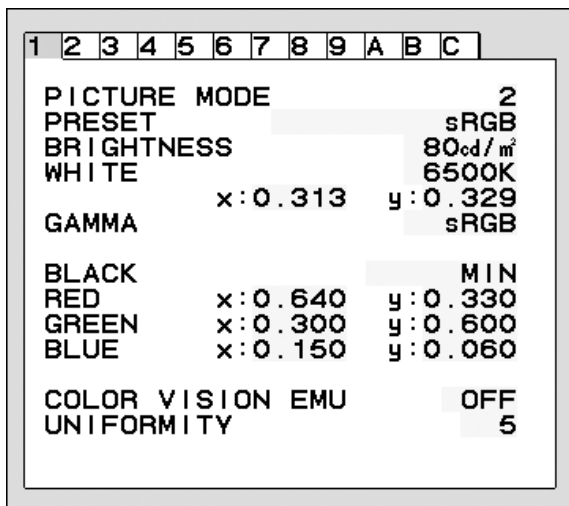 1 2 3 4 5 6 7 8 9 A B C
PICTURE MODE 2
PRESET sRGB
BRIGHTNESS 80cd/㎡
WHITE 6500K
x:0.313 y:0.329
GAMMA sRGB
BLACK MIN
RED x:0.640 y:0.330
GREEN x:0.300 y:0.600
BLUE x:0.150 y:0.060
COLOR VISION EMU OFF
UNIFORMITY 5